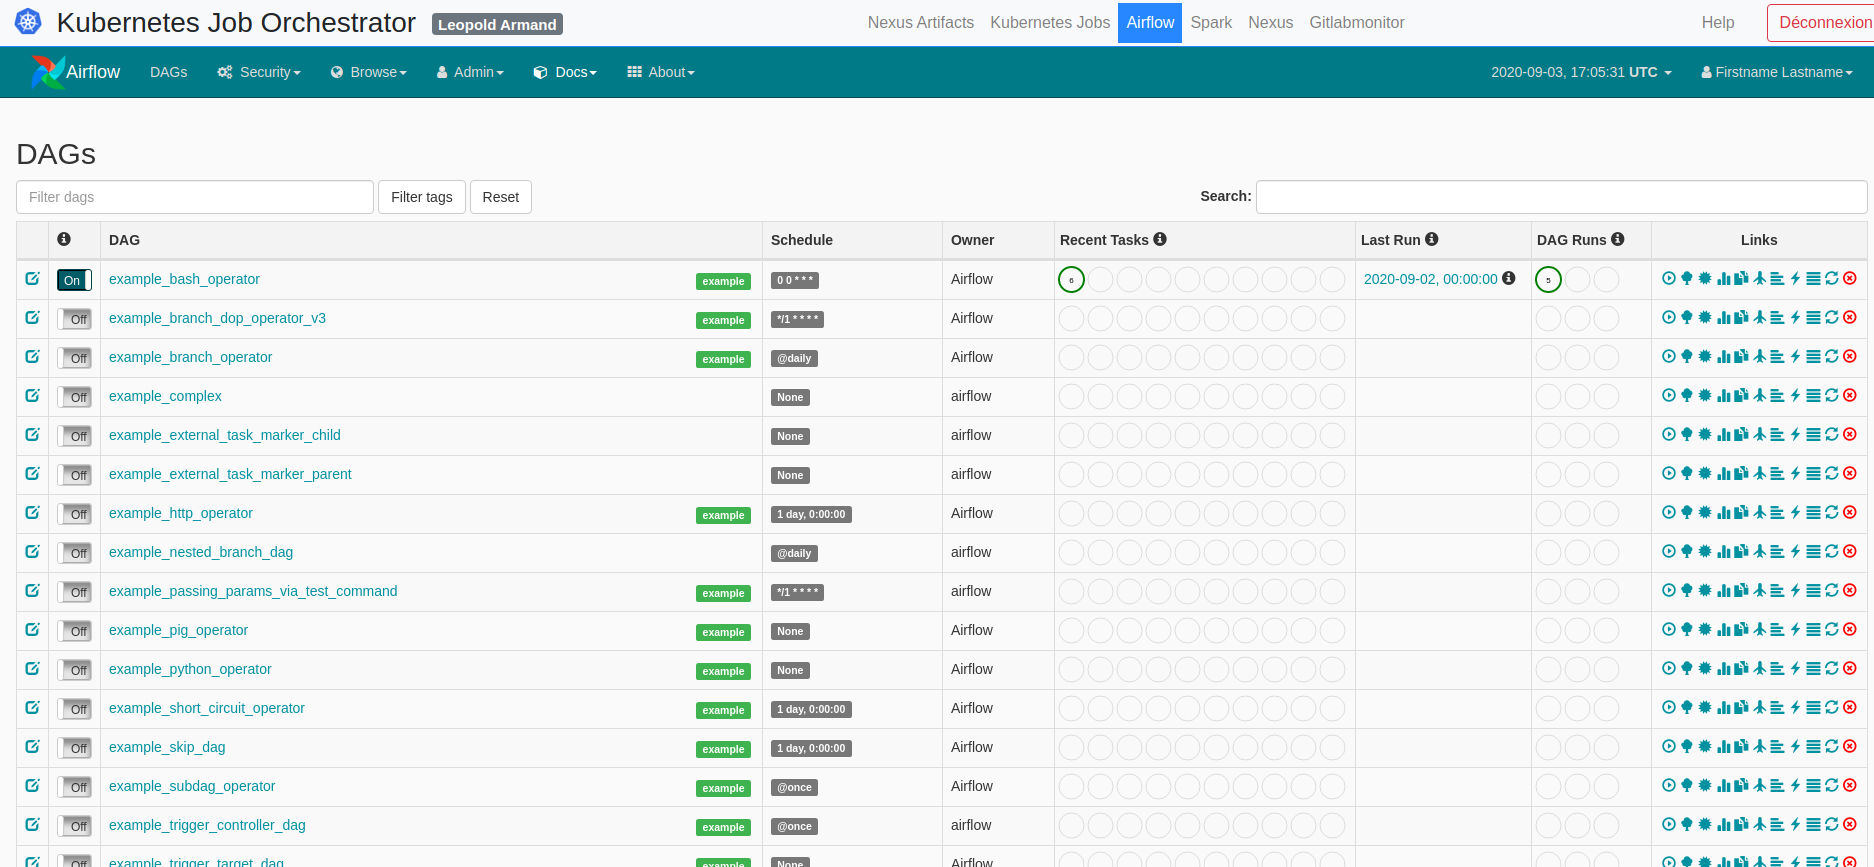 Kubernetes Job Orchestrator Leopold Armand Nexus Artifacts Kubernetes Jobs Airflow Spark Nexus Gitlabmonitor Help Déconnexion
Airflow DAGs Security Browse Admin Docs About 2020-09-03, 17:05:31 UTC Firstname Lastname
DAGs
Filter dags Filter tags Reset Search:
DAG Schedule Owner Recent Tasks Last Run DAG Runs Links
On example_bash_operator example 0 0 * * * Airflow 6 2020-09-02, 00:00:00 5
Off example_branch_dop_operator_v3 example */1 * * * * Airflow
Off example_branch_operator example @daily Airflow
Off example_complex None airflow
Off example_external_task_marker_child None airflow
Off example_external_task_marker_parent None airflow
Off example_http_operator example 1 day, 0:00:00 Airflow
Off example_nested_branch_dag @daily airflow
Off example_passing_params_via_test_command example */1 * * * * airflow
Off example_pig_operator example None Airflow
Off example_python_operator example None Airflow
Off example_short_circuit_operator example 1 day, 0:00:00 Airflow
Off example_skip_dag example 1 day, 0:00:00 Airflow
Off example_subdag_operator example @once Airflow
Off example_trigger_controller_dag example @once airflow
Off example_trigger_target_dag example None Airflow